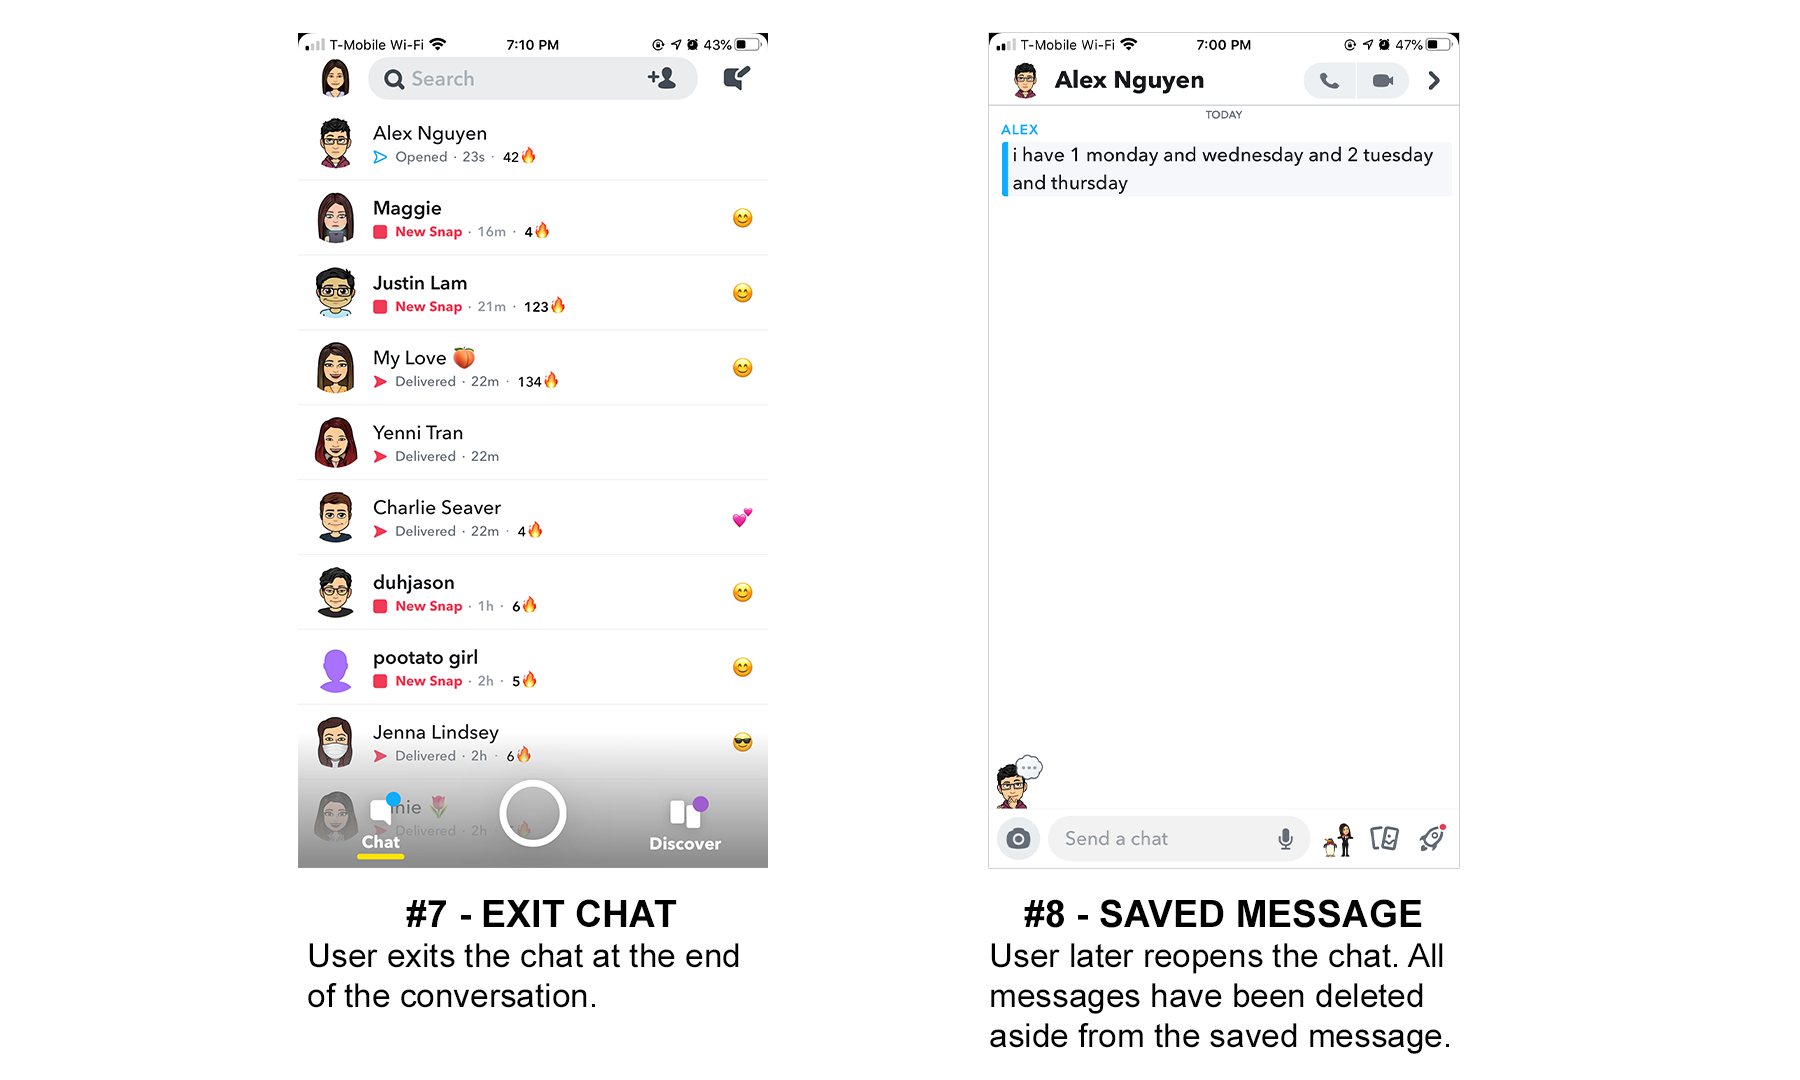 T-Mobile Wi-Fi 7:10 PM 43%
Search
Alex Nguyen
Opened · 23s · 42🔥
Maggie
New Snap · 16m · 4🔥
Justin Lam
New Snap · 21m · 123🔥
My Love 🍑
Delivered · 22m · 134🔥
Yenni Tran
Delivered · 22m
Charlie Seaver
Delivered · 22m · 4🔥
duhjason
New Snap · 1h · 6🔥
pootato girl
New Snap · 2h · 5🔥
Jenna Lindsey
Delivered · 2h · 6🔥
Delivered · 2h ·
Chat
Discover
#7 - EXIT CHAT
User exits the chat at the end
of the conversation.
T-Mobile Wi-Fi 7:00 PM 47%
Alex Nguyen
TODAY
ALEX
i have 1 monday and wednesday and 2 tuesday
and thursday
Send a chat
#8 - SAVED MESSAGE
User later reopens the chat. All
messages have been deleted
aside from the saved message.